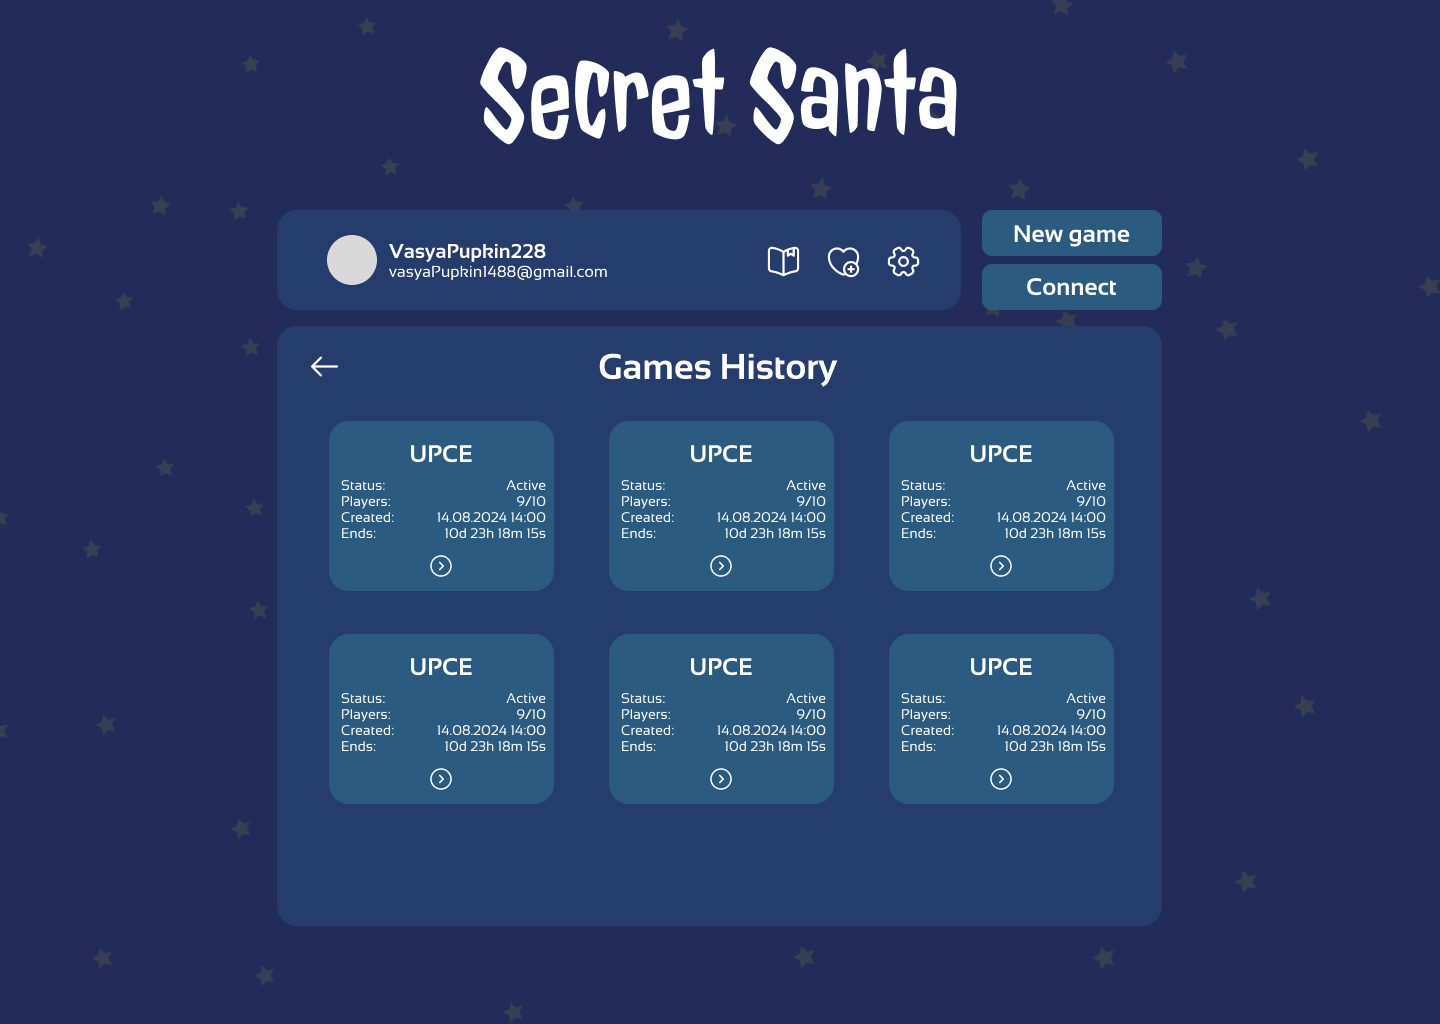 Secret Santa
VasyaPupkin228
vasyaPupkin1488@gmail.com
New game
Connect
Games History
UPCE
Status: Active
Players: 9/10
Created: 14.08.2024 14:00
Ends: 10d 23h 18m 15s
UPCE
Status: Active
Players: 9/10
Created: 14.08.2024 14:00
Ends: 10d 23h 18m 15s
UPCE
Status: Active
Players: 9/10
Created: 14.08.2024 14:00
Ends: 10d 23h 18m 15s
UPCE
Status: Active
Players: 9/10
Created: 14.08.2024 14:00
Ends: 10d 23h 18m 15s
UPCE
Status: Active
Players: 9/10
Created: 14.08.2024 14:00
Ends: 10d 23h 18m 15s
UPCE
Status: Active
Players: 9/10
Created: 14.08.2024 14:00
Ends: 10d 23h 18m 15s